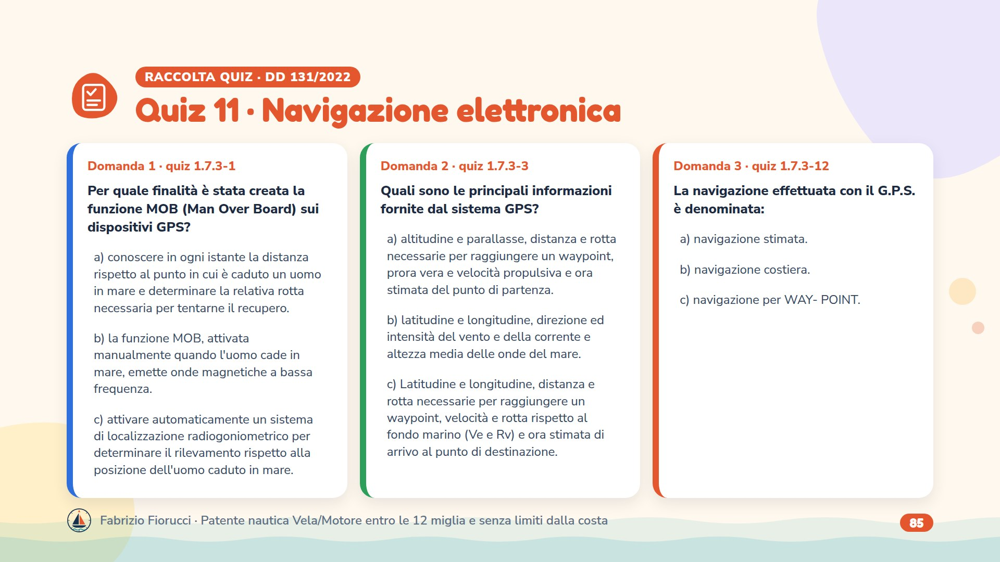 RACCOLTA QUIZ · DD 131/2022
Quiz 11 · Navigazione elettronica
Domanda 1 · quiz 1.7.3-1
Per quale finalità è stata creata la
funzione MOB (Man Over Board) sui
dispositivi GPS?
a) conoscere in ogni istante la distanza
rispetto al punto in cui è caduto un uomo
in mare e determinare la relativa rotta
necessaria per tentarne il recupero.
b) la funzione MOB, attivata
manualmente quando l'uomo cade in
mare, emette onde magnetiche a bassa
frequenza.
c) attivare automaticamente un sistema
di localizzazione radiogoniometrico per
determinare il rilevamento rispetto alla
posizione dell'uomo caduto in mare.
Domanda 2 · quiz 1.7.3-3
Quali sono le principali informazioni
fornite dal sistema GPS?
a) altitudine e parallasse, distanza e rotta
necessarie per raggiungere un waypoint,
prora vera e velocità propulsiva e ora
stimata del punto di partenza.
b) latitudine e longitudine, direzione ed
intensità del vento e della corrente e
altezza media delle onde del mare.
c) Latitudine e longitudine, distanza e
rotta necessarie per raggiungere un
waypoint, velocità e rotta rispetto al
fondo marino (Ve e Rv) e ora stimata di
arrivo al punto di destinazione.
Domanda 3 · quiz 1.7.3-12
La navigazione effettuata con il G.P.S.
è denominata:
a) navigazione stimata.
b) navigazione costiera.
c) navigazione per WAY- POINT.
Fabrizio Fiorucci · Patente nautica Vela/Motore entro le 12 miglia e senza limiti dalla costa
85